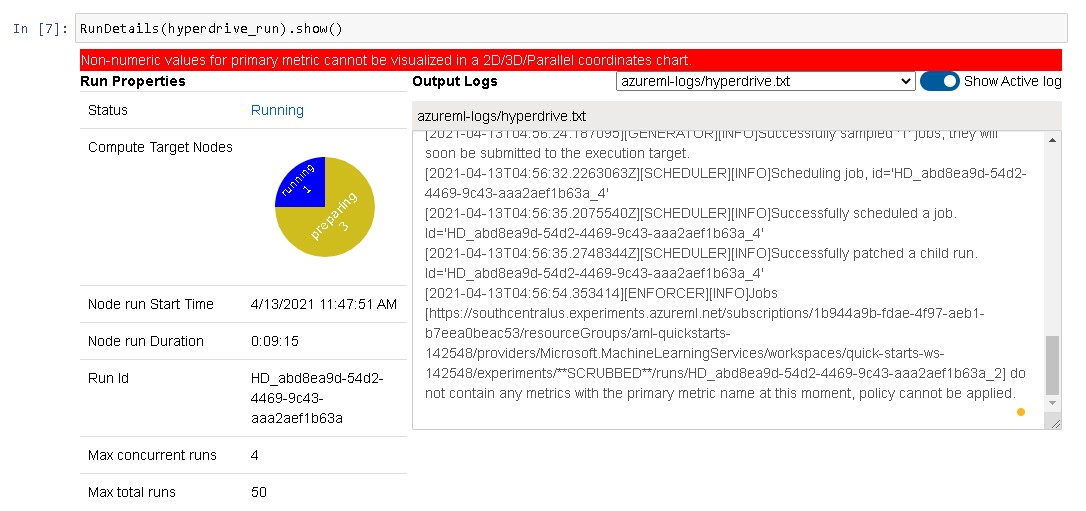 In [7]: RunDetails(hyperdrive_run).show()
Non-numeric values for primary metric cannot be visualized in a 2D/3D/Parallel coordinates chart.
Run Properties
Status Running
Compute Target Nodes
running
1
preparing
3
Node run Start Time 4/13/2021 11:47:51 AM
Node run Duration 0:09:15
Run Id HD_abd8ea9d-54d2-
4469-9c43-
aaa2aef1b63a
Max concurrent runs 4
Max total runs 50
Output Logs azureml-logs/hyperdrive.txt Show Active log
azureml-logs/hyperdrive.txt
[2021-04-13T04:56:24.187095][GENERATOR][INFO]Successfully sampled '1' jobs, they will
soon be submitted to the execution target.
[2021-04-13T04:56:32.2263063Z][SCHEDULER][INFO]Scheduling job, id='HD_abd8ea9d-54d2-
4469-9c43-aaa2aef1b63a_4'
[2021-04-13T04:56:35.2075540Z][SCHEDULER][INFO]Successfully scheduled a job.
Id='HD_abd8ea9d-54d2-4469-9c43-aaa2aef1b63a_4'
[2021-04-13T04:56:35.2748344Z][SCHEDULER][INFO]Successfully patched a child run.
Id='HD_abd8ea9d-54d2-4469-9c43-aaa2aef1b63a_4'
[2021-04-13T04:56:54.353414][ENFORCER][INFO]Jobs
[https://southcentralus.experiments.azureml.net/subscriptions/1b944a9b-fdae-4f97-aeb1-
b7eea0beac53/resourceGroups/aml-quickstarts-
142548/providers/Microsoft.MachineLearningServices/workspaces/quick-starts-ws-
142548/experiments/**SCRUBBED**/runs/HD_abd8ea9d-54d2-4469-9c43-aaa2aef1b63a_2] do
not contain any metrics with the primary metric name at this moment, policy cannot be applied.